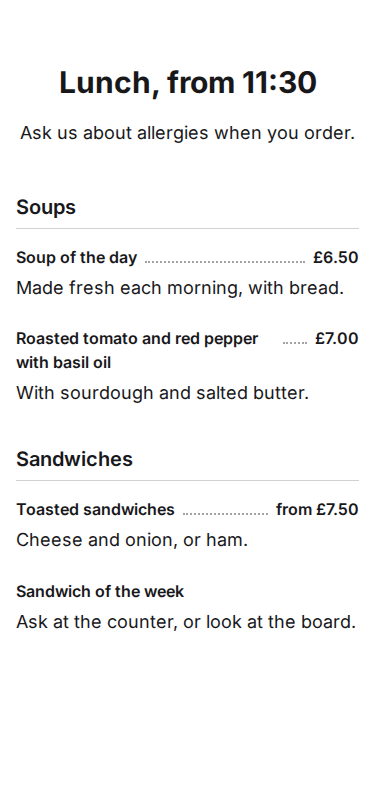 Lunch, from 11:30
Ask us about allergies when you order.
Soups
Soup of the day £6.50
Made fresh each morning, with bread.
Roasted tomato and red pepper £7.00
with basil oil
With sourdough and salted butter.
Sandwiches
Toasted sandwiches from £7.50
Cheese and onion, or ham.
Sandwich of the week
Ask at the counter, or look at the board.